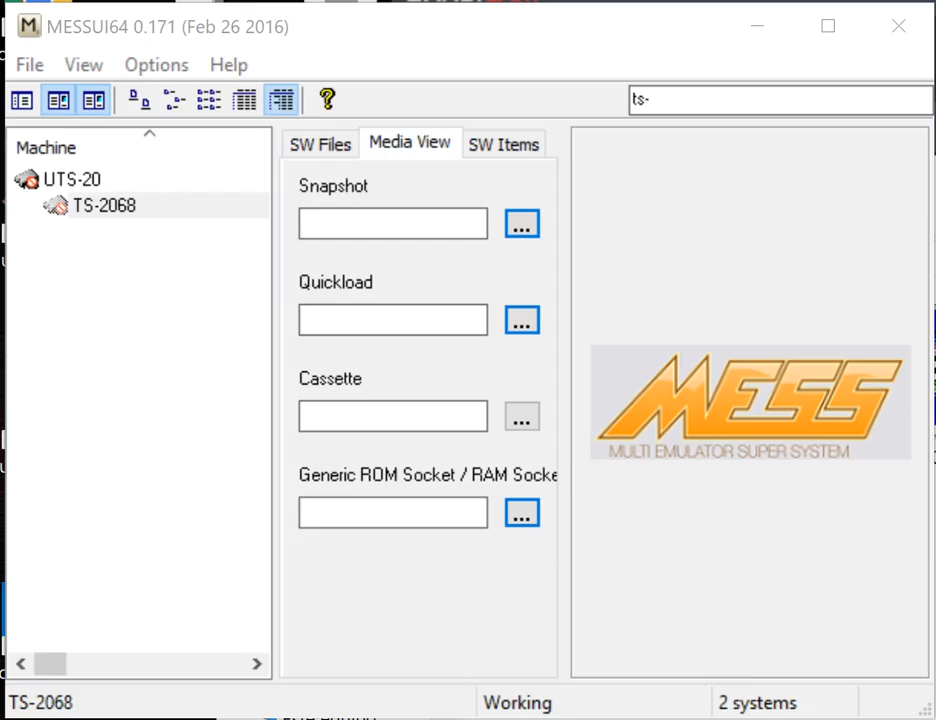 MESSUI64 0.171 (Feb 26 2016)
File View Options Help
ts-
Machine
UTS-20
TS-2068
SW Files Media View SW Items
Snapshot
...
Quickload
...
Cassette
...
Generic ROM Socket / RAM Socke
...
MESS
MULTI EMULATOR SUPER SYSTEM
TS-2068 Working 2 systems